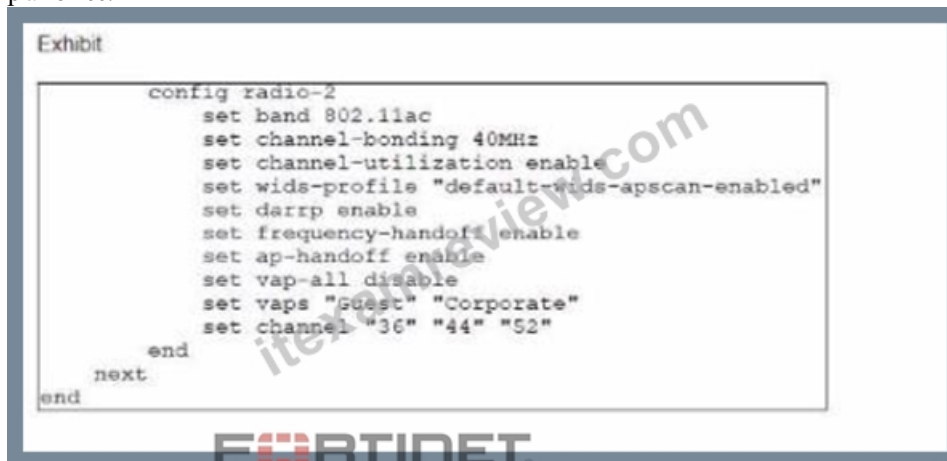 Exhibit
config radio-2
set band 802.11ac
set channel-bonding 40MHz
set channel-utilization enable
set wids-profile "default-wids-apscan-enabled"
set darrp enable
set frequency-handoff enable
set ap-handoff enable
set vap-all disable
set vaps "Guest" "Corporate"
set channel "36" "44" "52"
end
next
end
itexamreview.com
FORTINET